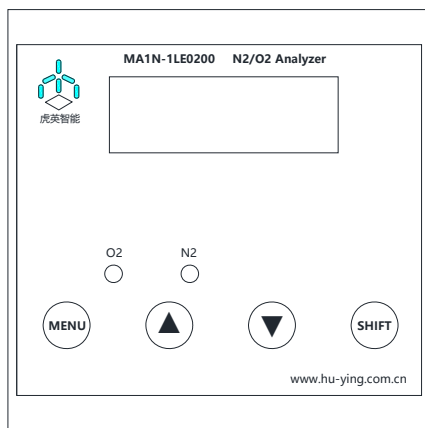 MA1N-1LE0200 N2/O2 Analyzer
虎英智能
O2 N2
MENU SHIFT
www.hu-ying.com.cn